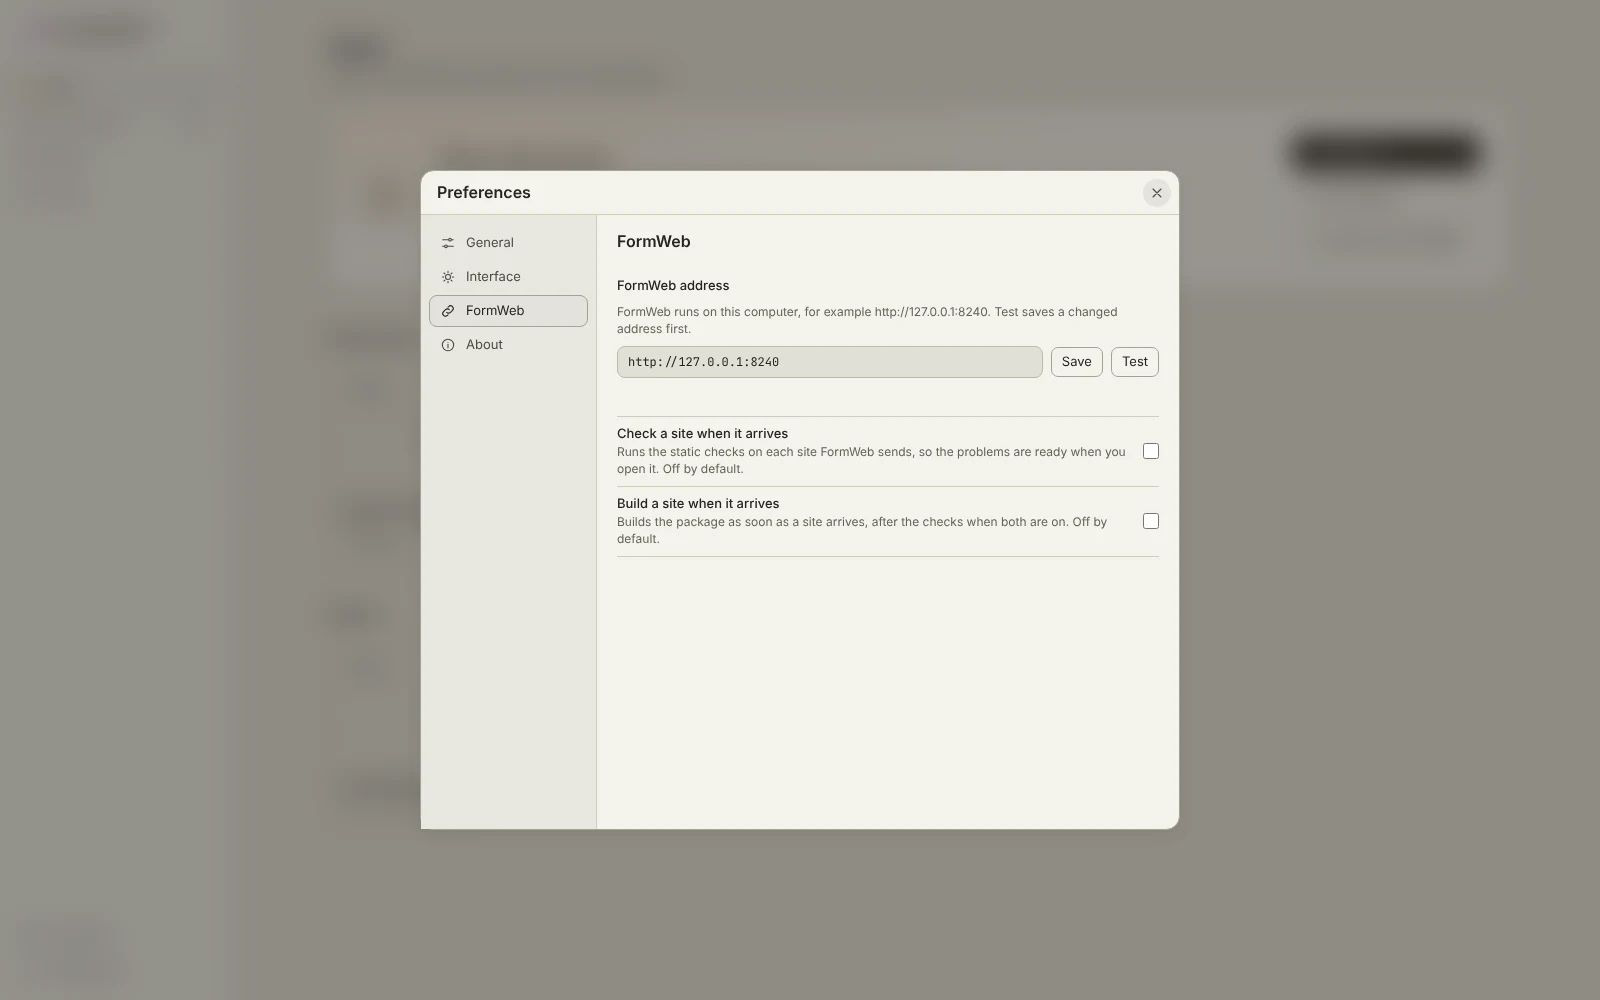 Preferences
General
Interface
FormWeb
About
FormWeb
FormWeb address
FormWeb runs on this computer, for example http://127.0.0.1:8240. Test saves a changed
address first.
http://127.0.0.1:8240
Save
Test
Check a site when it arrives
Runs the static checks on each site FormWeb sends, so the problems are ready when you
open it. Off by default.
Build a site when it arrives
Builds the package as soon as a site arrives, after the checks when both are on. Off by
default.